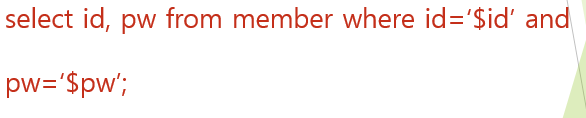 select id, pw from member where id=‘$id’ and
pw=‘$pw’;